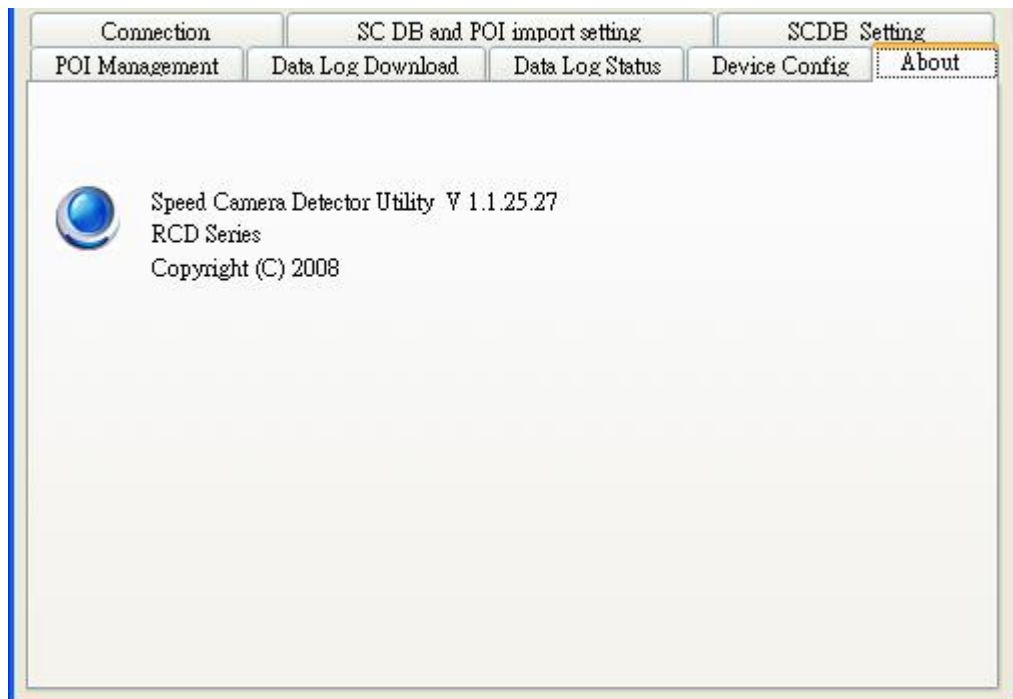 Connection SC DB and POI import setting SCDB Setting
POI Management Data Log Download Data Log Status Device Config About
Speed Camera Detector Utility V 1.1.25.27
RCD Series
Copyright (C) 2008